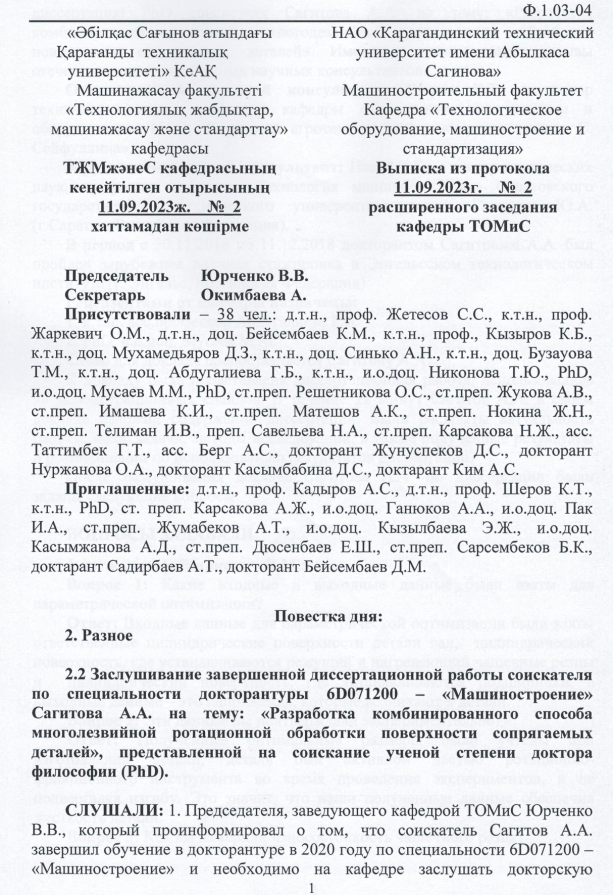 Ф.1.03-04
«Әбілқас Сағынов атындағы
Қарағанды техникалық
университеті» КеАҚ
Машинажасау факультеті
«Технологиялық жабдықтар,
машинажасау және стандарттау»
кафедрасы
ТЖМжәнеС кафедрасының
кеңейтілген отырысының
11.09.2023ж. № 2
хаттамадан көшірме
НАО «Карагандинский технический
университет имени Абылкаса
Сагинова»
Машиностроительный факультет
Кафедра «Технологическое
оборудование, машиностроение и
стандартизация»
Выписка из протокола
11.09.2023г. № 2
расширенного заседания
кафедры ТОМиС
Председатель Юрченко В.В.
Секретарь Окимбаева А.
Присутствовали – 38 чел.: д.т.н., проф. Жетесов С.С., к.т.н., проф.
Жаркевич О.М., д.т.н., доц. Бейсембаев К.М., к.т.н., проф., Кызыров К.Б.,
к.т.н., доц. Мухамедьяров Д.З., к.т.н., доц. Синько А.Н., к.т.н., доц. Бузауова
Т.М., к.т.н., доц. Абдугалиева Г.Б., к.т.н., и.о.доц. Никонова Т.Ю., PhD,
и.о.доц. Мусаев М.М., PhD, ст.преп. Решетникова О.С., ст.преп. Жукова А.В.,
ст.преп. Имашева К.И., ст.преп. Матешов А.К., ст.преп. Нокина Ж.Н.,
ст.преп. Телиман И.В., преп. Савельева Н.А., ст.преп. Карсакова Н.Ж., асс.
Таттимбек Г.Т., асс. Берг А.С., докторант Жунуспеков Д.С., докторант
Нуржанова О.А., докторант Касымбабина Д.С., доктарант Ким А.С.
Приглашенные: д.т.н., проф. Кадыров А.С., д.т.н., проф. Шеров К.Т.,
к.т.н., PhD, ст. преп. Карсакова А.Ж., и.о.доц. Ганюков А.А., и.о.доц. Пак
И.А., ст.преп. Жумабеков А.Т., и.о.доц. Кызылбаева Э.Ж., и.о.доц.
Касымжанова А.Д., ст.преп. Дюсенбаев Е.Ш., ст.преп. Сарсембеков Б.К.,
доктарант Садирбаев А.Т., докторант Бейсембаев Д.М.
Повестка дня:
2. Разное
2.2 Заслушивание завершенной диссертационной работы соискателя
по специальности докторантуры 6D071200 – «Машиностроение»
Сагитова А.А. на тему: «Разработка комбинированного способа
многолезвийной ротационной обработки поверхности сопрягаемых
деталей», представленной на соискание ученой степени доктора
философии (PhD).
СЛУШАЛИ: 1. Председателя, заведующего кафедрой ТОМиС Юрченко
В.В., который проинформировал о том, что соискатель Сагитов А.А.
завершил обучение в докторантуре в 2020 году по специальности 6D071200 –
«Машиностроение» и необходимо на кафедре заслушать докторскую
1